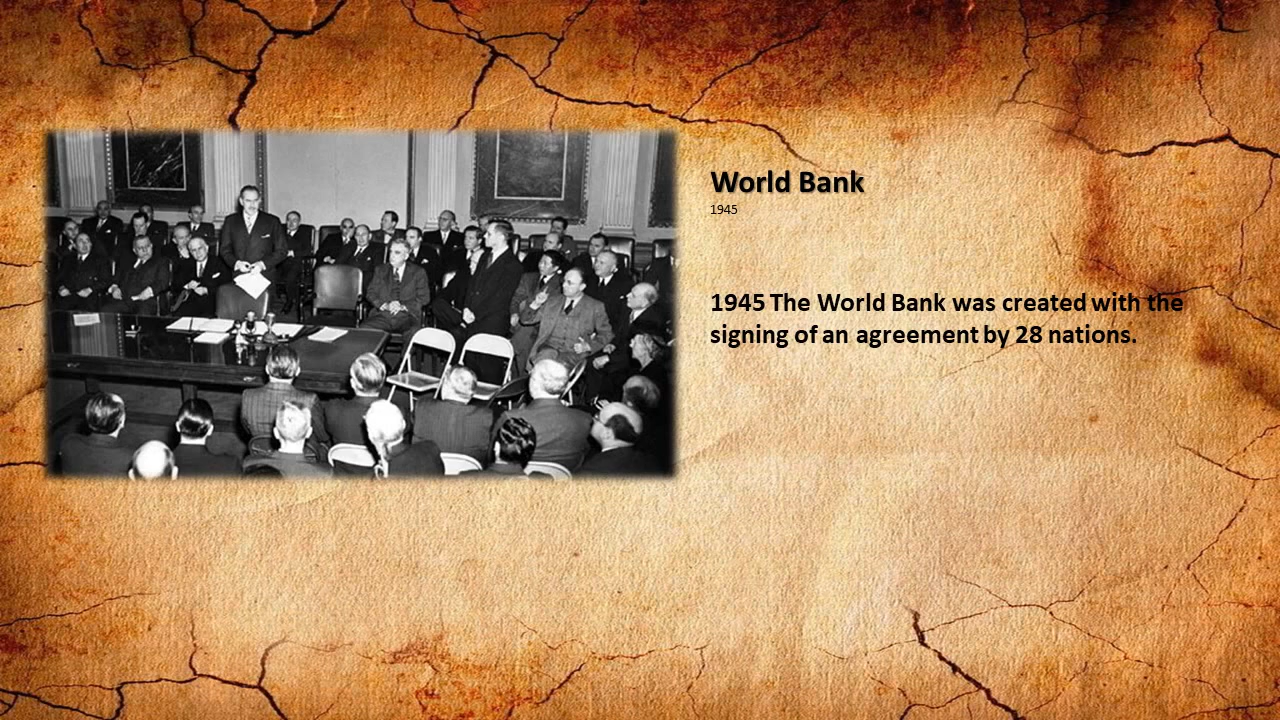 World Bank
1945
1945 The World Bank was created with the
signing of an agreement by 28 nations.